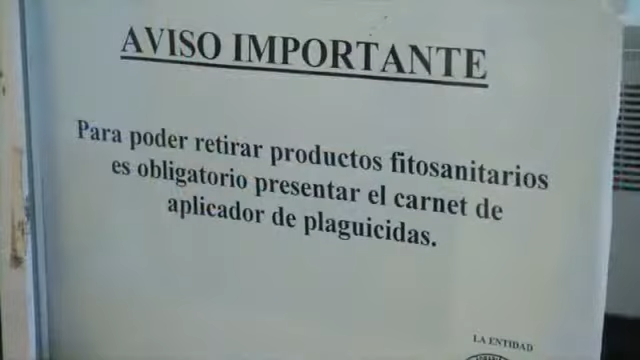 AVISO IMPORTANTE
Para poder retirar productos fitosanitarios
es obligatorio presentar el carnet de
aplicador de plaguicidas.
LA ENTIDAD